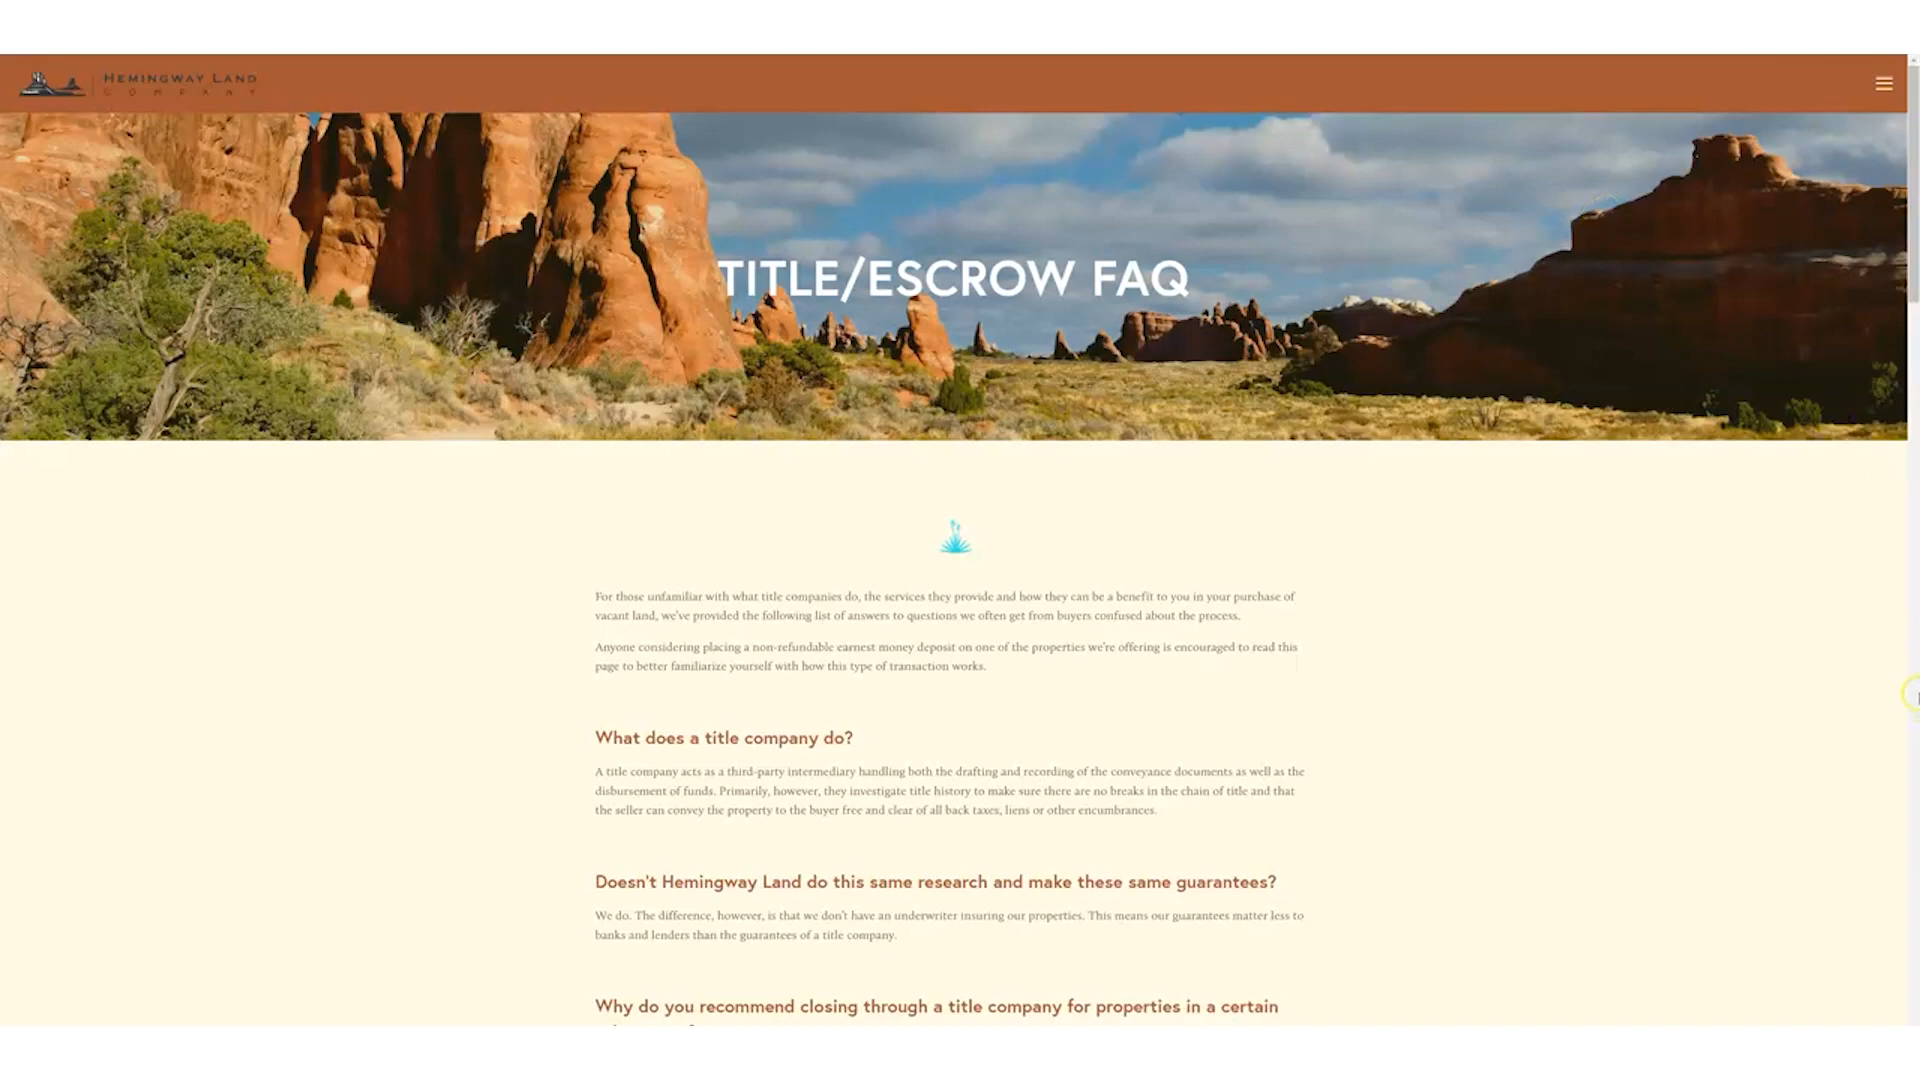 HEMINGWAY LAND
COMPANY
TITLE/ESCROW FAQ
For those unfamiliar with what title companies do, the services they provide and how they can be a benefit to you in your purchase of
vacant land, we've provided the following list of answers to questions we often get from buyers confused about the process.
Anyone considering placing a non-refundable earnest money deposit on one of the properties we're offering is encouraged to read this
page to better familiarize yourself with how this type of transaction works.
What does a title company do?
A title company acts as a third-party intermediary handling both the drafting and recording of the conveyance documents as well as the
disbursement of funds. Primarily, however, they investigate title history to make sure there are no breaks in the chain of title and that
the seller can convey the property to the buyer free and clear of all back taxes, liens or other encumbrances.
Doesn't Hemingway Land do this same research and make these same guarantees?
We do. The difference, however, is that we don't have an underwriter insuring our properties. This means our guarantees matter less to
banks and lenders than the guarantees of a title company.
Why do you recommend closing through a title company for properties in a certain